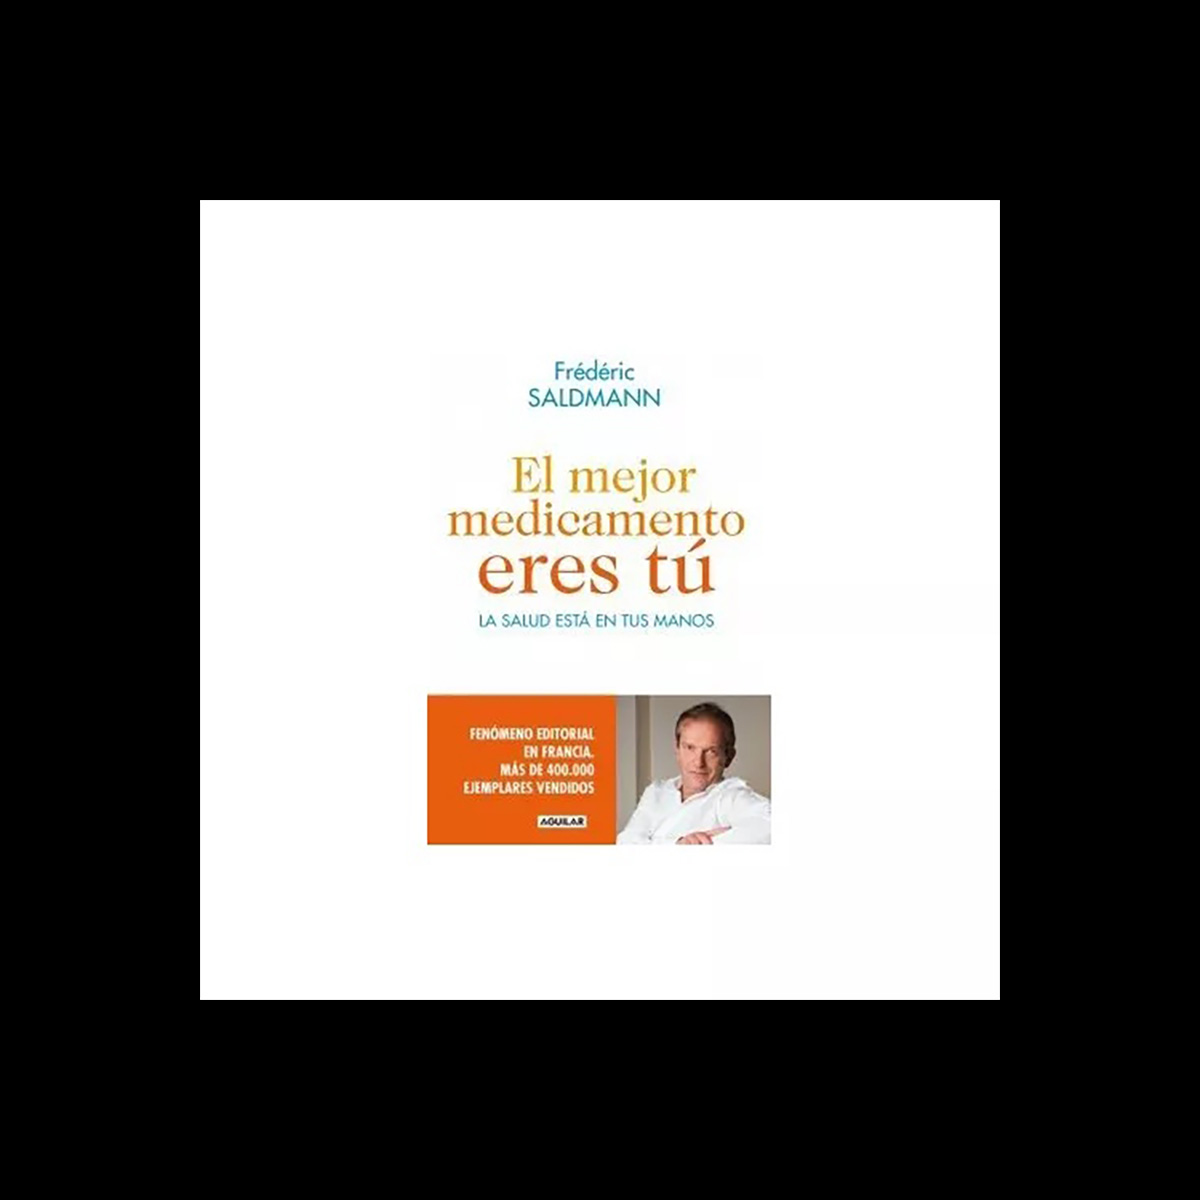 Frédéric
SALDMANN
El mejor
medicamento
eres tú
LA SALUD ESTÁ EN TUS MANOS
FENÓMENO EDITORIAL
EN FRANCIA.
MÁS DE 400.000
EJEMPLARES VENDIDOS
AGUILAR